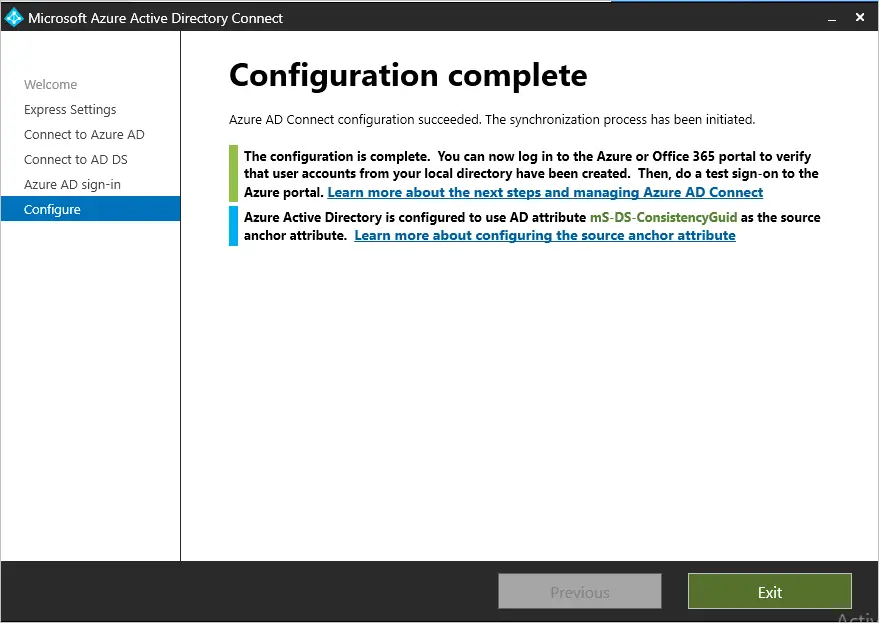 Microsoft Azure Active Directory Connect
Welcome
Express Settings
Connect to Azure AD
Connect to AD DS
Azure AD sign-in
Configure
Configuration complete
Azure AD Connect configuration succeeded. The synchronization process has been initiated.
The configuration is complete. You can now log in to the Azure or Office 365 portal to verify
that user accounts from your local directory have been created. Then, do a test sign-on to the
Azure portal. Learn more about the next steps and managing Azure AD Connect
Azure Active Directory is configured to use AD attribute mS-DS-ConsistencyGuid as the source
anchor attribute. Learn more about configuring the source anchor attribute
Previous
Exit